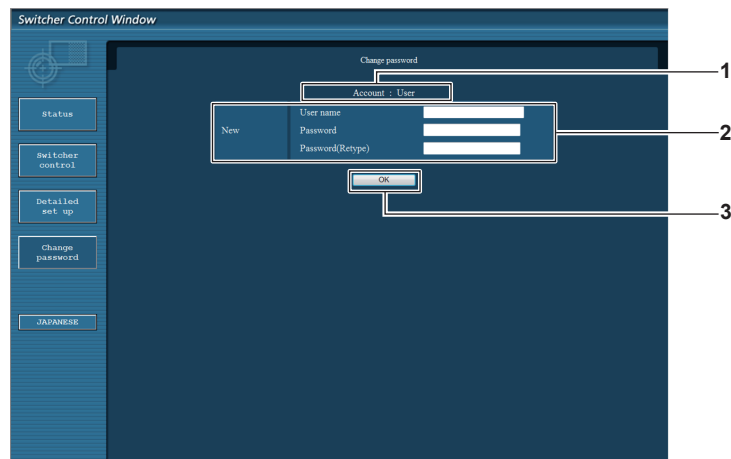 Switcher Control Window
Change password
1
Account : User
Status
User name
New
Password
2
Password(Retype)
Switcher
control
OK
Detailed
set up
3
Change
password
JAPANESE